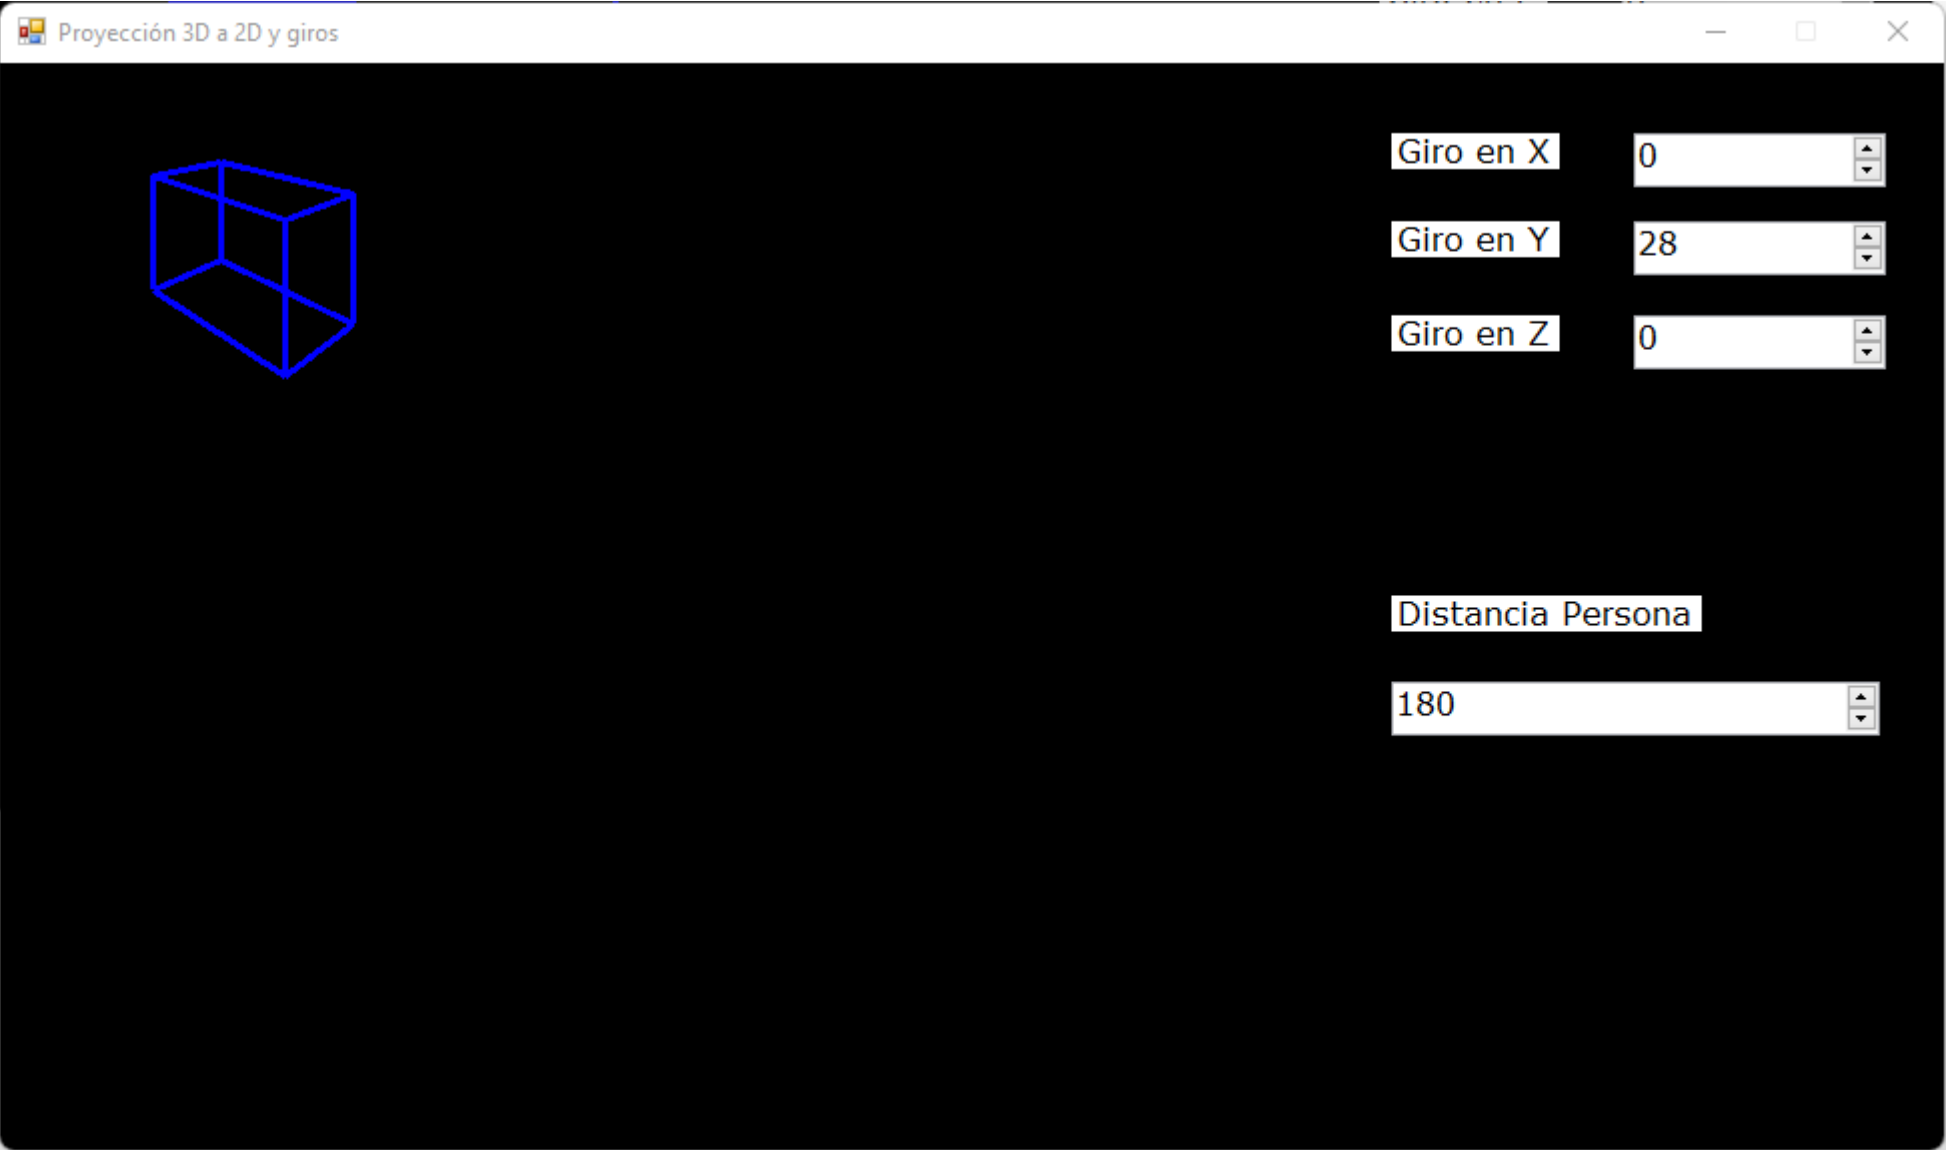 Proyección 3D a 2D y giros
Giro en X 0
Giro en Y 28
Giro en Z 0
Distancia Persona
180